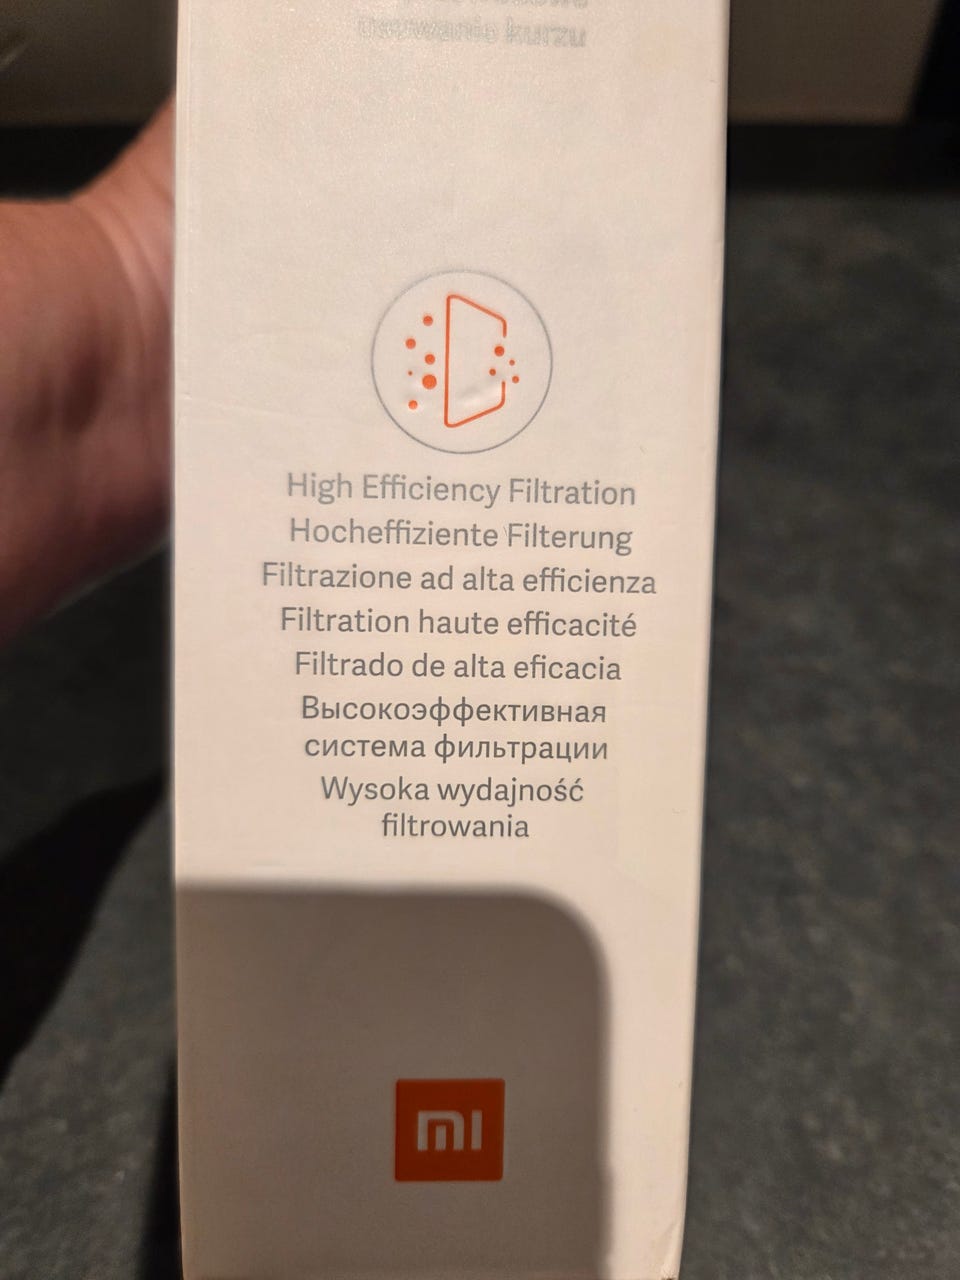 usuwanie kurzu
High Efficiency Filtration
Hocheffiziente Filterung
Filtrazione ad alta efficienza
Filtration haute efficacité
Filtrado de alta eficacia
Высокоэффективная
система фильтрации
Wysoka wydajność
filtrowania
mi